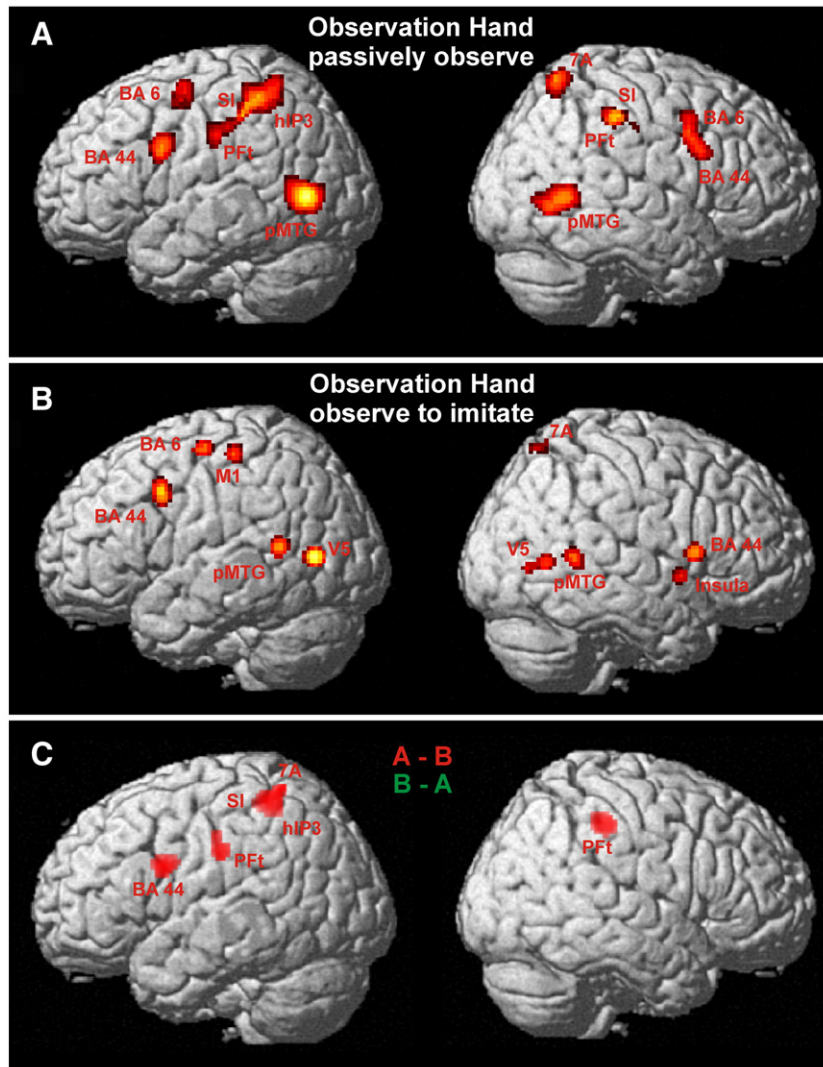 A
Observation Hand
passively observe
BA 6
SI
hIP3
BA 44
PFt
pMTG
7A
SI
BA 6
PFt
BA 44
pMTG
B
Observation Hand
observe to imitate
BA 6
M1
BA 44
V5
pMTG
7A
V5
BA 44
pMTG
Insula
C
A - B
B - A
7A
SI
hIP3
PFt
BA 44
PFt